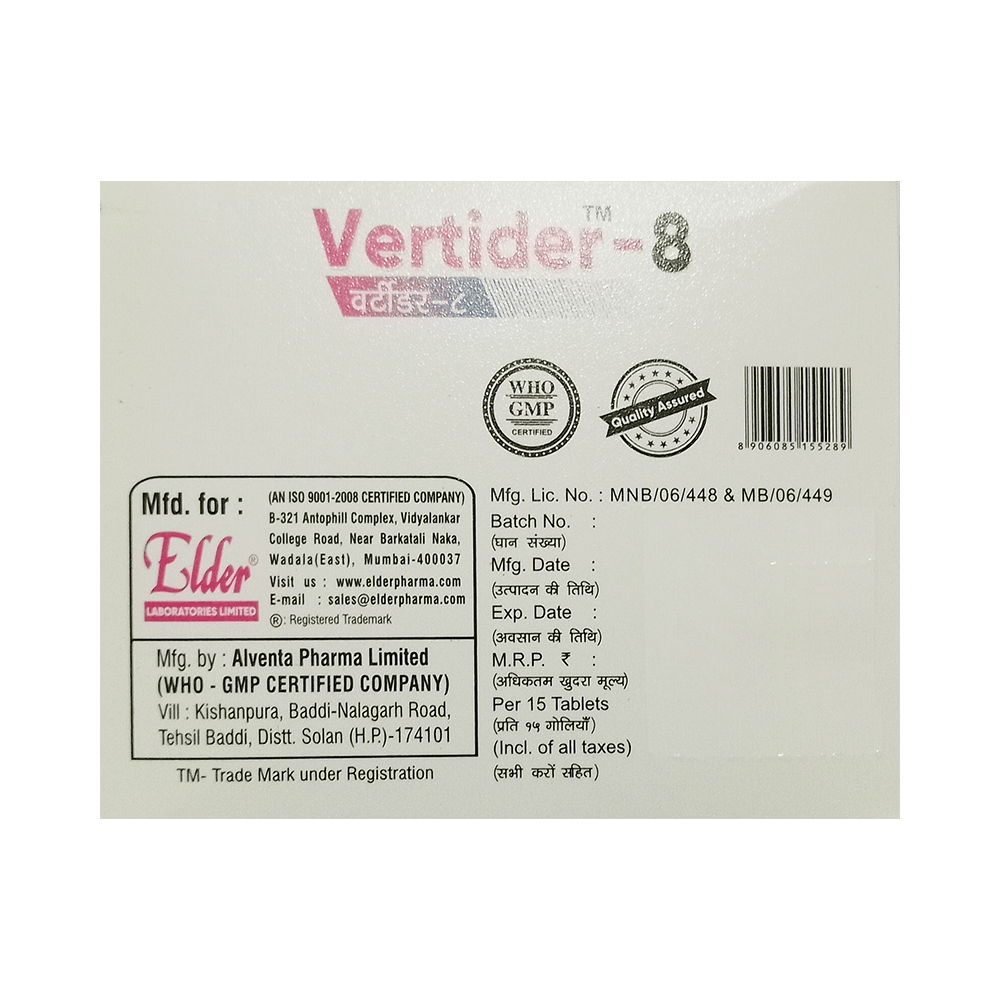 Vertider-8
TM
वर्टीडर-८
WHO
GMP
CERTIFIED
Quality Assured
8 906085 155289
Mfd. for :
Elder®
LABORATORIES LIMITED
(AN ISO 9001-2008 CERTIFIED COMPANY)
B-321 Antophill Complex, Vidyalankar
College Road, Near Barkatali Naka,
Wadala(East), Mumbai-400037
Visit us : www.elderpharma.com
E-mail : sales@elderpharma.com
®: Registered Trademark
Mfg. by : Alventa Pharma Limited
(WHO - GMP CERTIFIED COMPANY)
Vill : Kishanpura, Baddi-Nalagarh Road,
Tehsil Baddi, Distt. Solan (H.P.)-174101
TM- Trade Mark under Registration
Mfg. Lic. No. : MNB/06/448 & MB/06/449
Batch No. :
(घान संख्या)
Mfg. Date :
(उत्पादन की तिथि)
Exp. Date :
(अवसान की तिथि)
M.R.P. ₹ :
(अधिकतम खुदरा मूल्य)
Per 15 Tablets
(प्रति १५ गोलियाँ)
(Incl. of all taxes)
(सभी करों सहित)